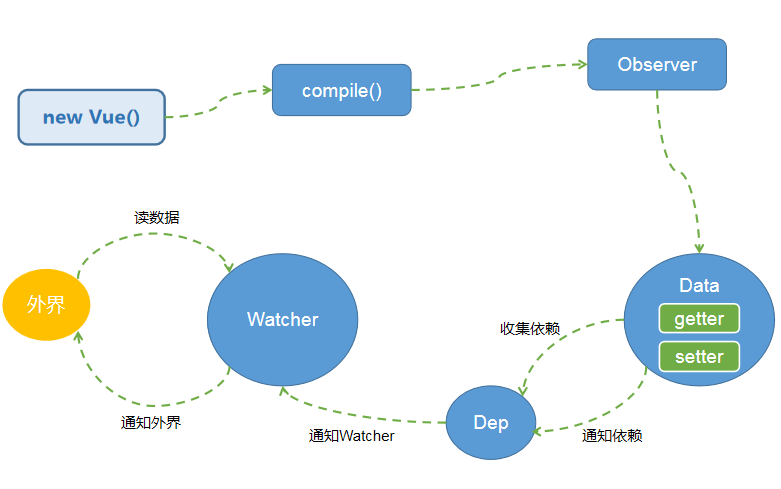 new Vue()
compile()
Observer
读数据
外界
Watcher
通知外界
Data
getter
setter
收集依赖
Dep
通知Watcher
通知依赖